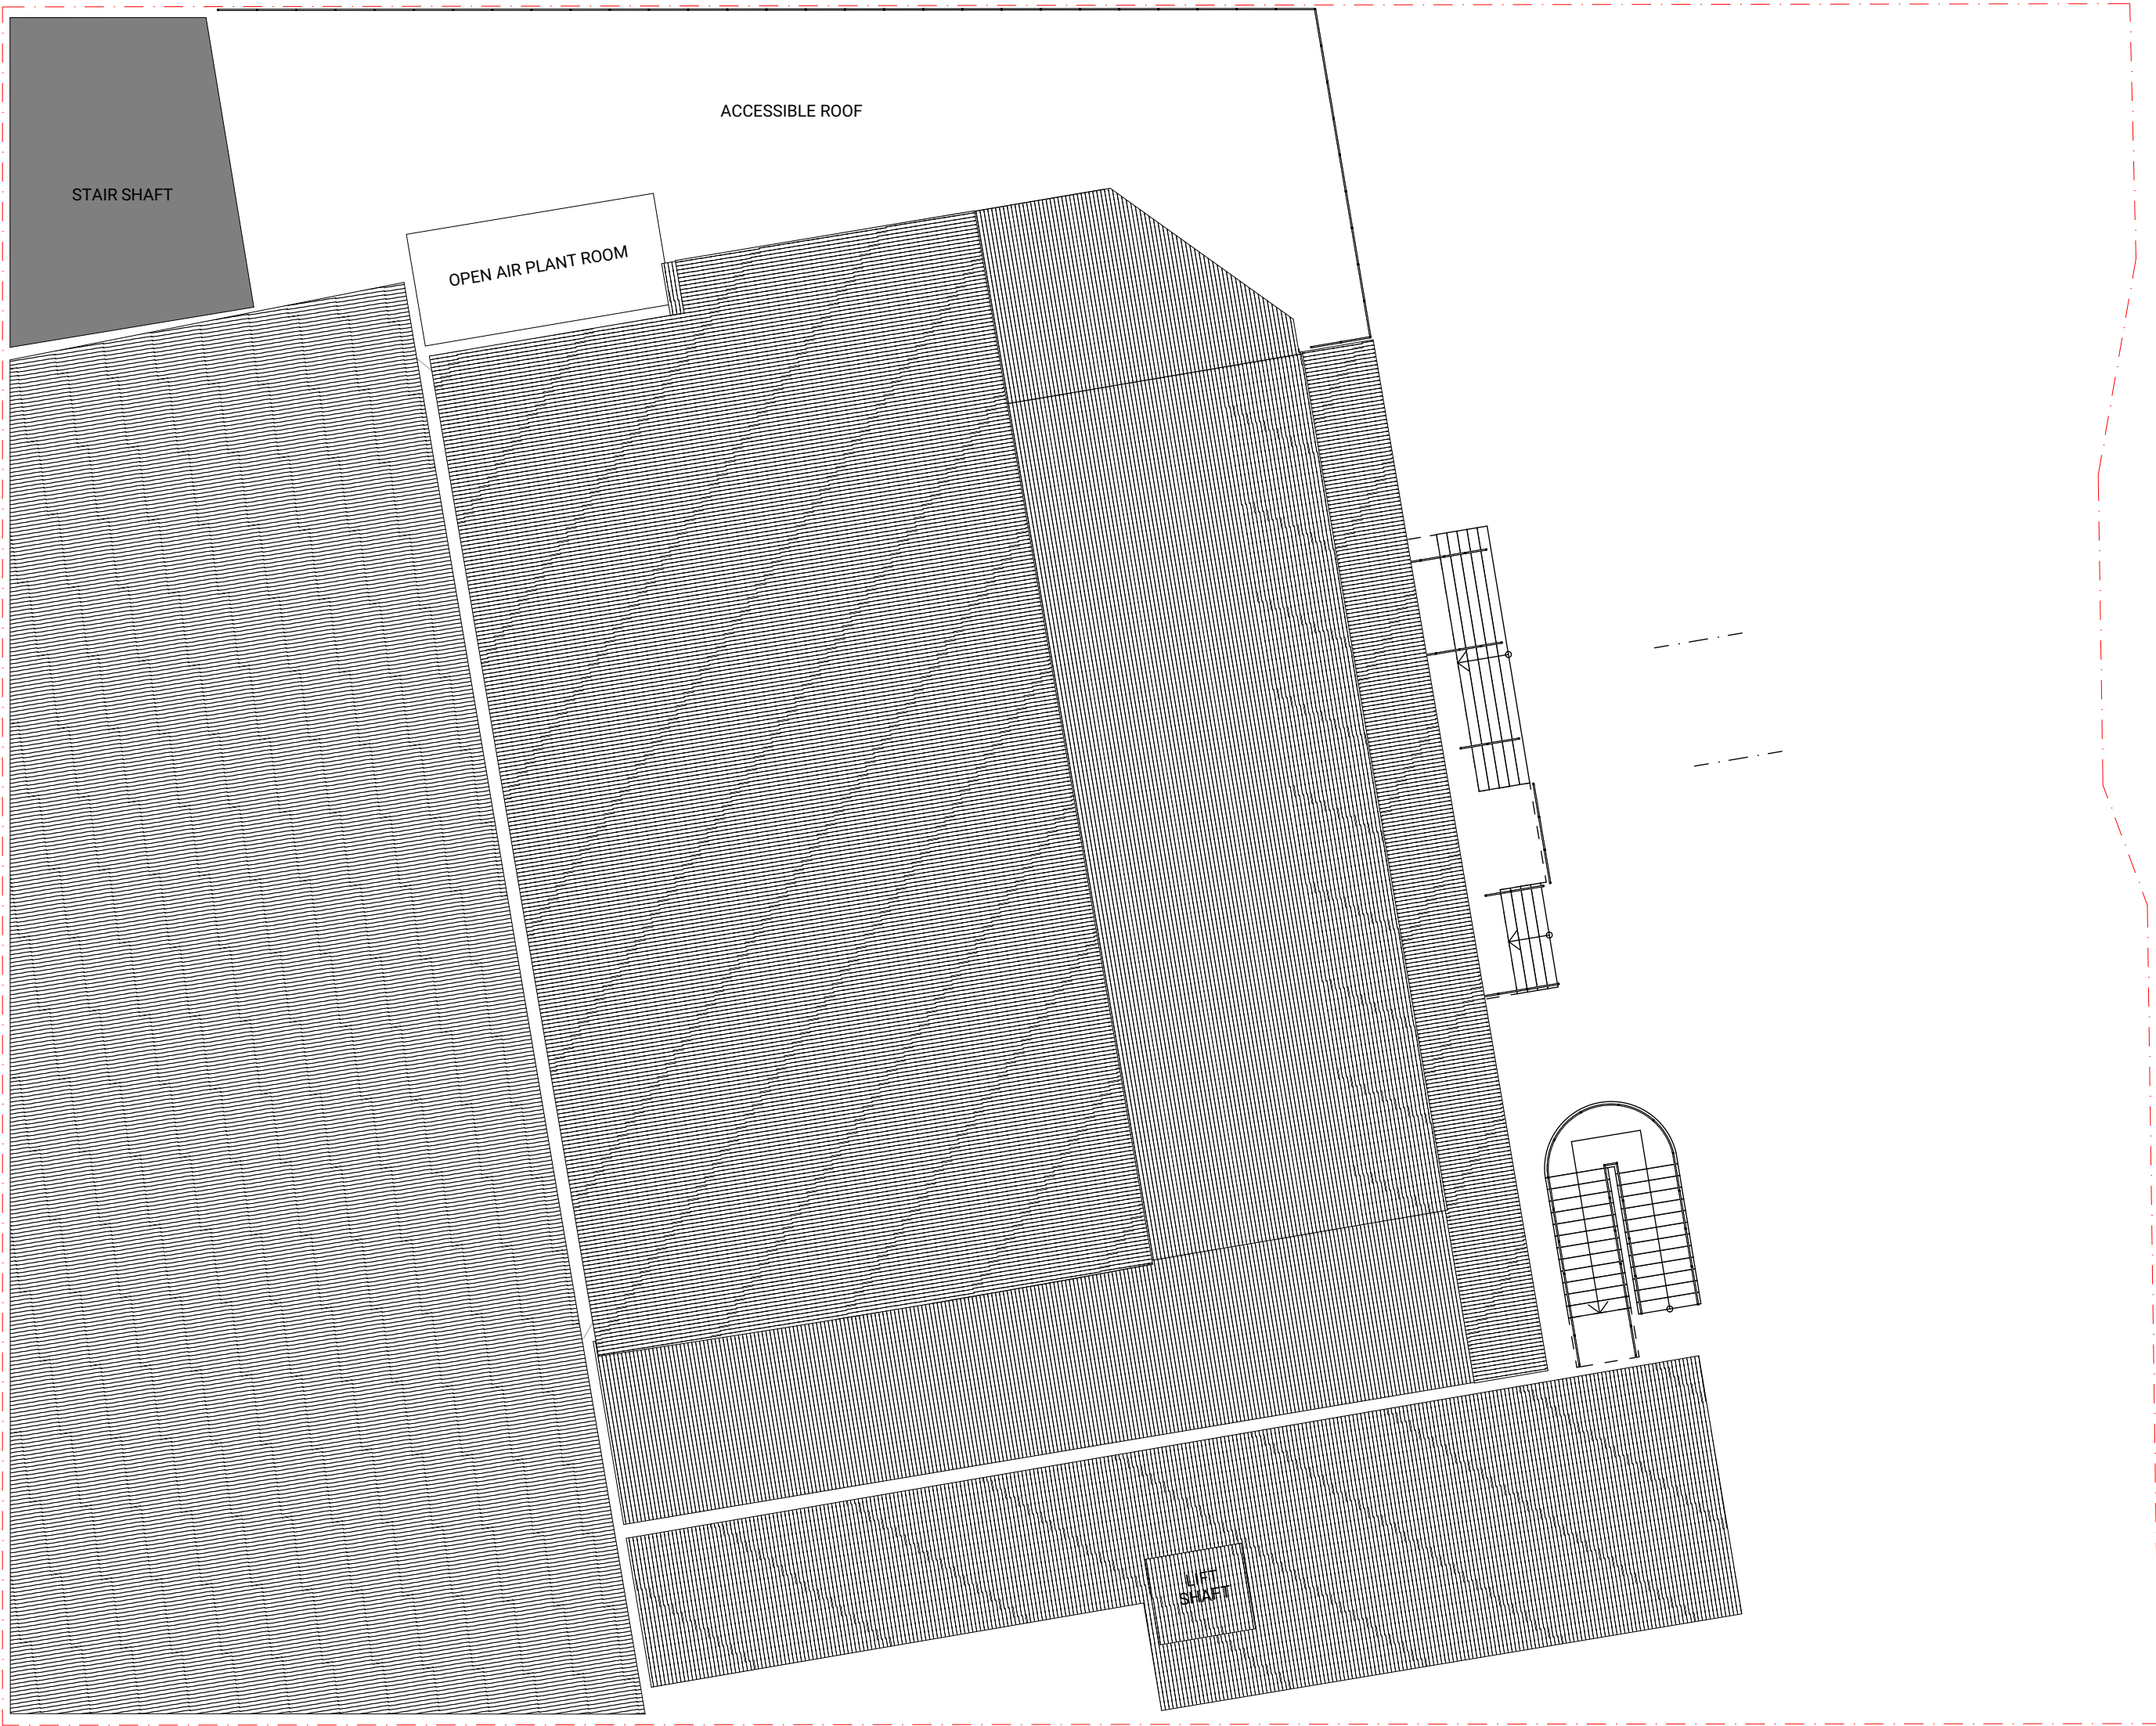 ACCESSIBLE ROOF
STAIR SHAFT
OPEN AIR PLANT ROOM
LIFT
SHAFT